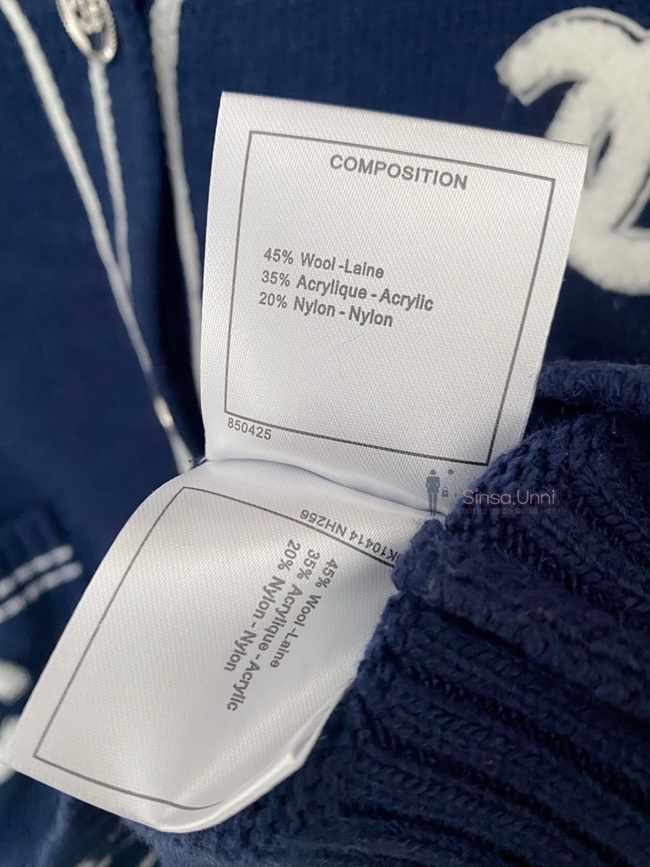 COMPOSITION
45% Wool-Laine
35% Acrylique - Acrylic
20% Nylon - Nylon
850425
K10414 NH256
45% Wool-Laine
35% Acrylique - Acrylic
20% Nylon - Nylon
Sinsa.Unni